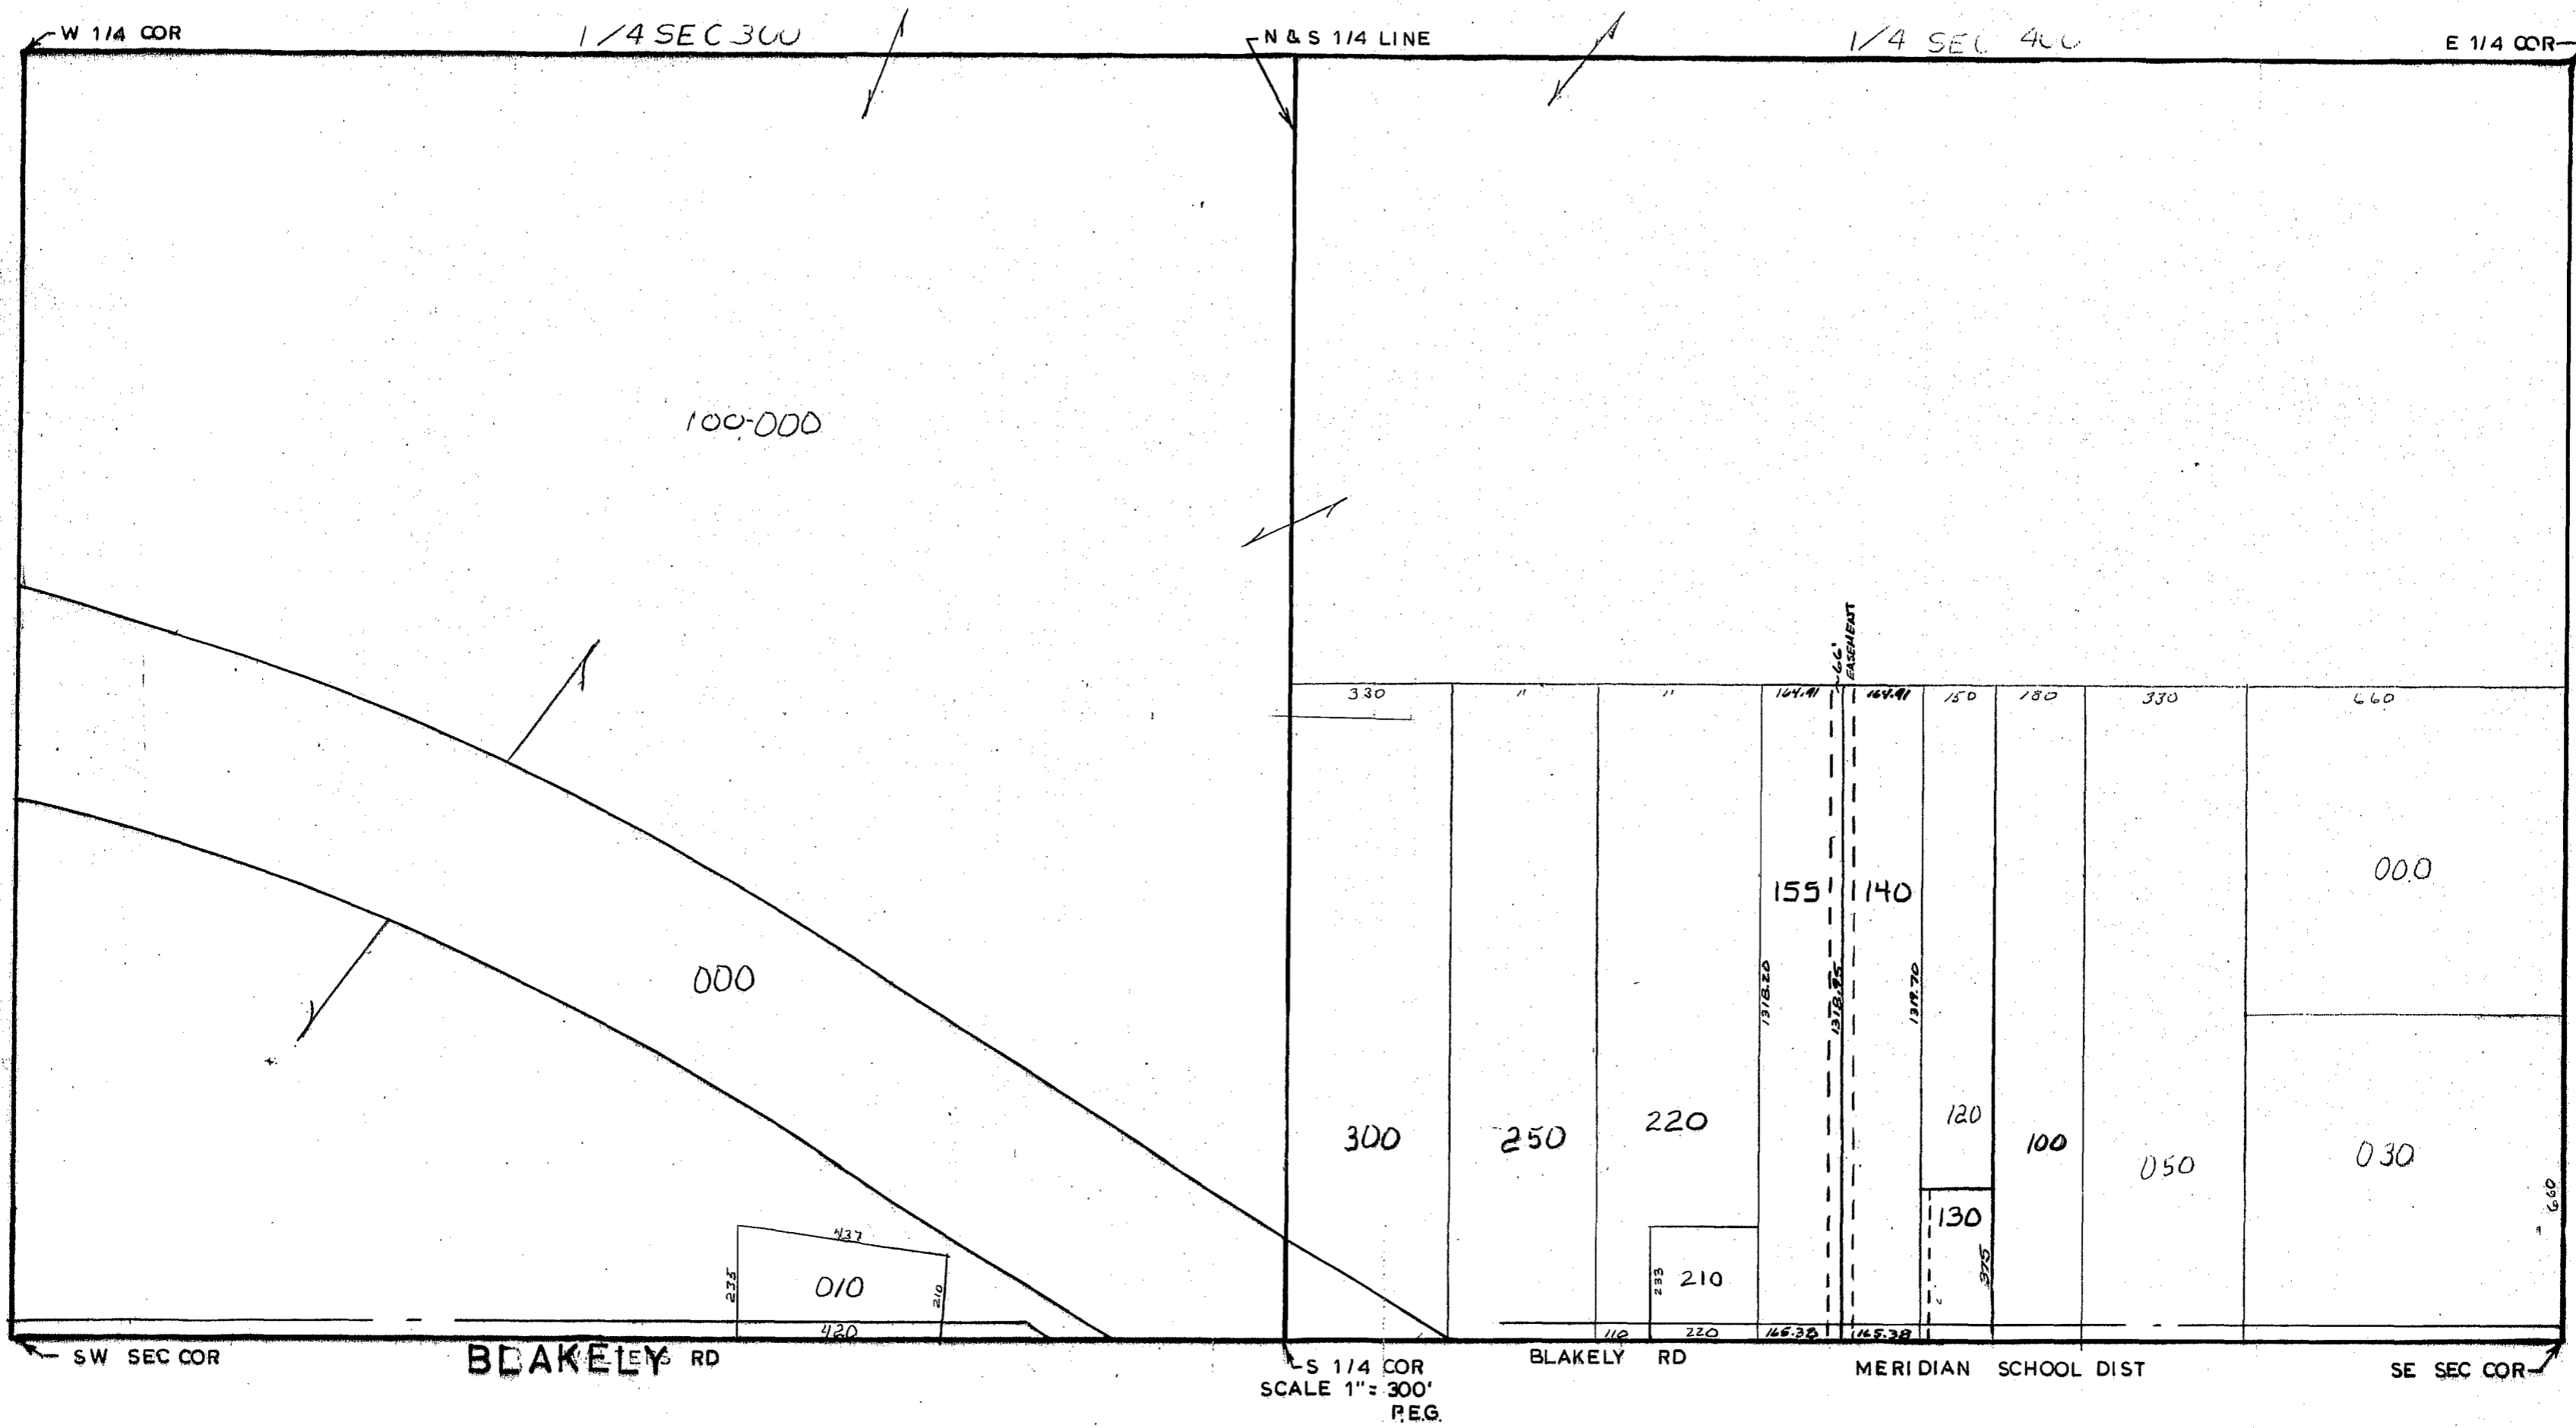 W 1/4 COR
1/4 SEC 300
N & S 1/4 LINE
1/4 SEC 400
E 1/4 COR
100-000
66'
EASEMENT
330
"
"
164.91
164.91
150
180
330
660
000
155
140
000
1318.20
1318.95
1319.70
300
250
220
120
100
050
030
660
130
375
437
235
010
210
420
233
210
110
220
165.38
165.38
SW SEC COR
BLAKELY RD
S 1/4 COR
BLAKELY RD
MERIDIAN SCHOOL DIST
SE SEC COR
SCALE 1"= 300'
P.E.G.